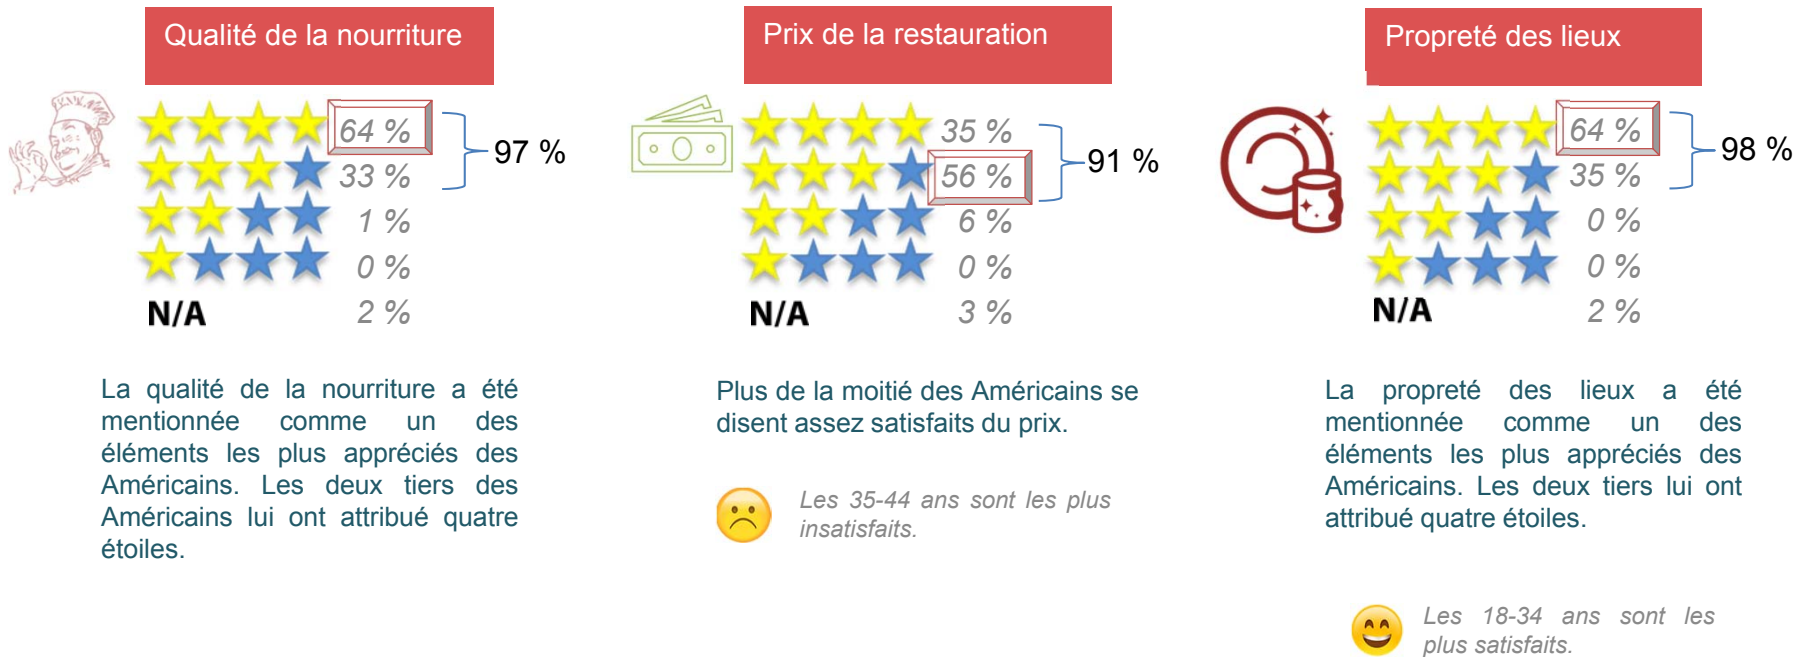 Qualité de la nourriture
64 %
33 %
97 %
1 %
0 %
N/A 2 %
La qualité de la nourriture a été
mentionnée comme un des
éléments les plus appréciés des
Américains. Les deux tiers des
Américains lui ont attribué quatre
étoiles.
Prix de la restauration
35 %
56 %
91 %
6 %
0 %
N/A 3 %
Plus de la moitié des Américains se
disent assez satisfaits du prix.
Les 35-44 ans sont les plus
insatisfaits.
Propreté des lieux
64 %
35 %
98 %
0 %
0 %
N/A 2 %
La propreté des lieux a été
mentionnée comme un des
éléments les plus appréciés des
Américains. Les deux tiers lui ont
attribué quatre étoiles.
Les 18-34 ans sont les
plus satisfaits.